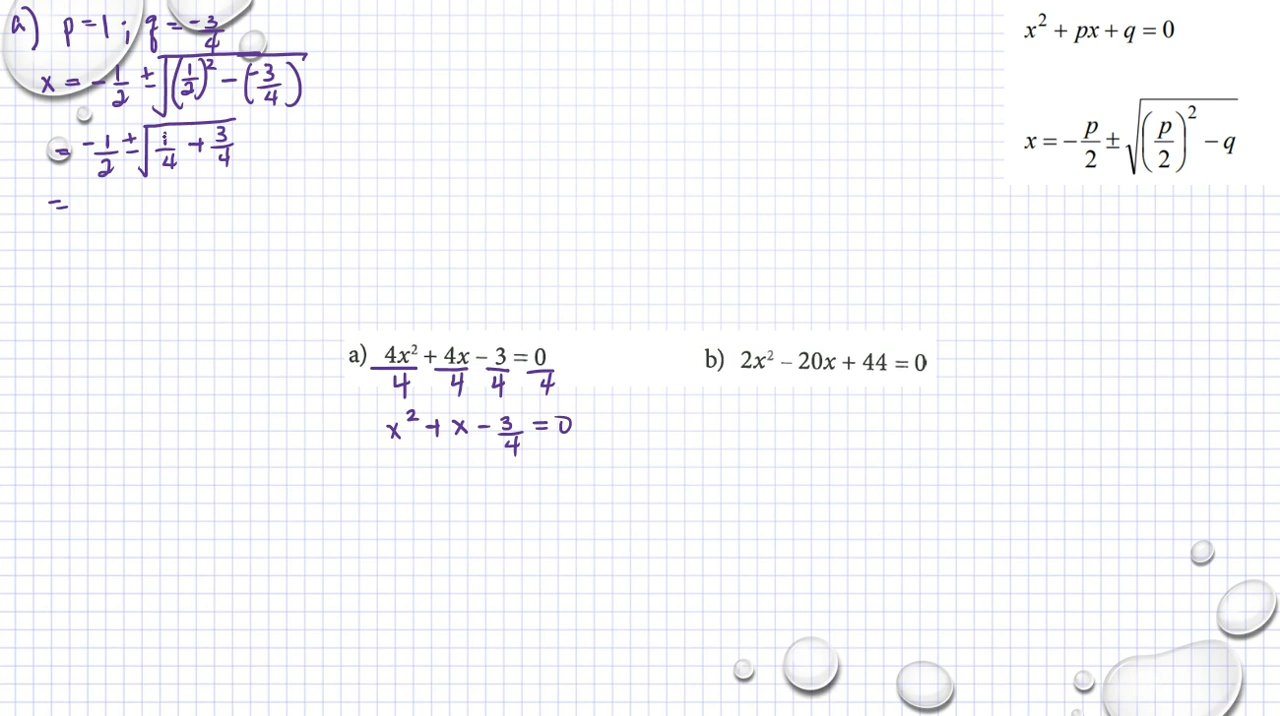 a) p = 1 ; q = -3/4
x = -1/2 ± √((1/2)² - (-3/4))
= -1/2 ± √(1/4 + 3/4)
=
x² + px + q = 0
x = -p/2 ± √((p/2)² - q)
a) 4x² + 4x − 3 = 0
4 4 4 4
x² + x - 3/4 = 0
b) 2x² − 20x + 44 = 0